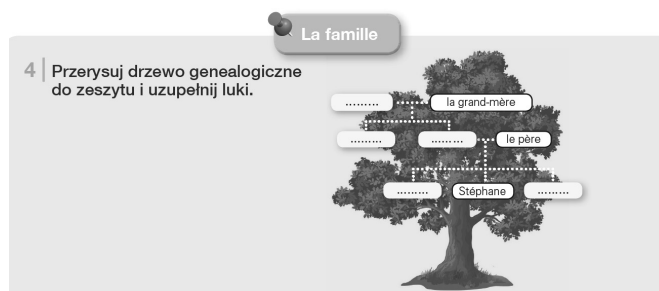 La famille
4 Przerysuj drzewo genealogiczne
do zeszytu i uzupełnij luki.
......... la grand-mère
......... ......... le père
......... Stéphane .........